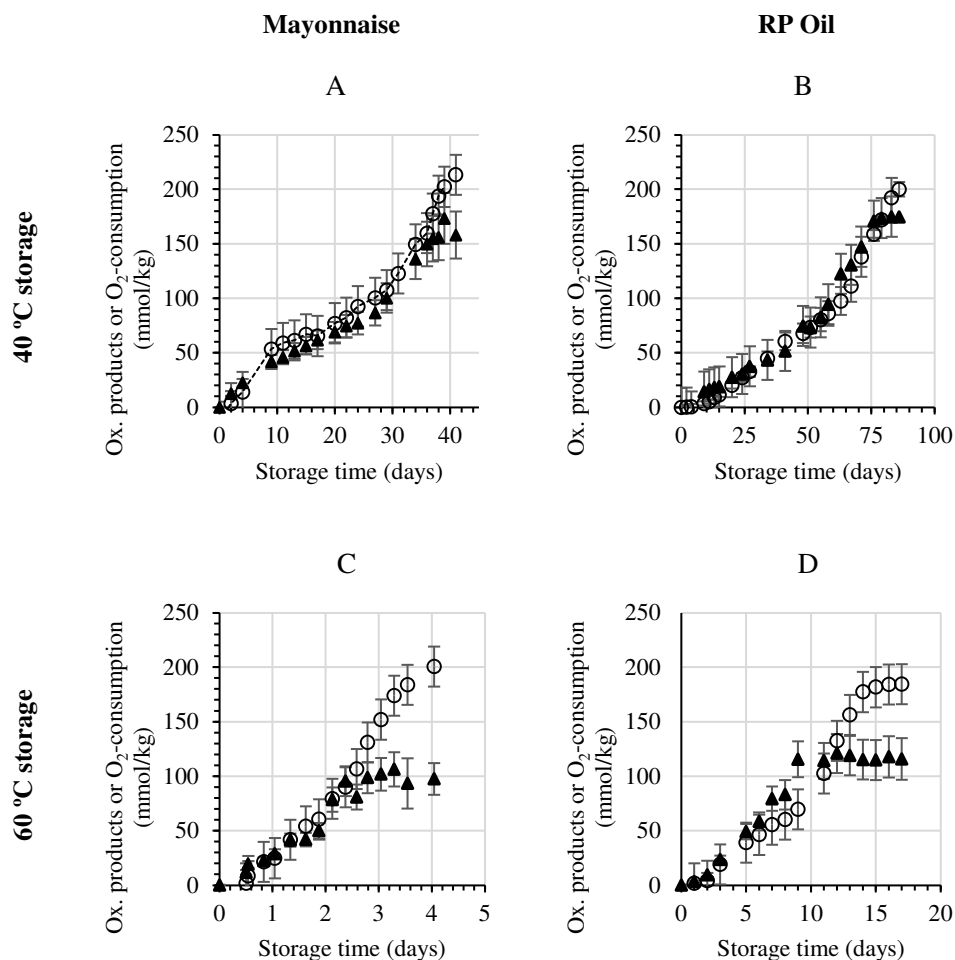 Mayonnaise
RP Oil
40 ºC storage
A
Ox. products or O₂-consumption
(mmol/kg)
250
200
150
100
50
0
0 10 20 30 40
Storage time (days)
B
Ox. products or O₂-consumption
(mmol/kg)
250
200
150
100
50
0
0 25 50 75 100
Storage time (days)
60 ºC storage
C
Ox. products or O₂-consumption
(mmol/kg)
250
200
150
100
50
0
0 1 2 3 4 5
Storage time (days)
D
Ox. products or O₂-consumption
(mmol/kg)
250
200
150
100
50
0
0 5 10 15 20
Storage time (days)